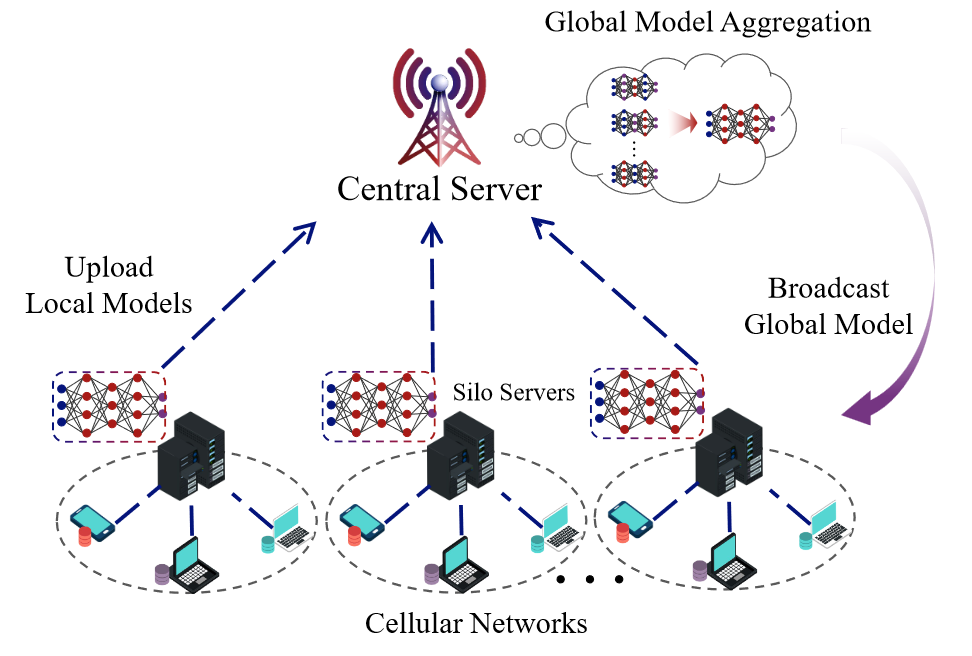 Global Model Aggregation
Central Server
Upload
Local Models
Broadcast
Global Model
Silo Servers
Cellular Networks